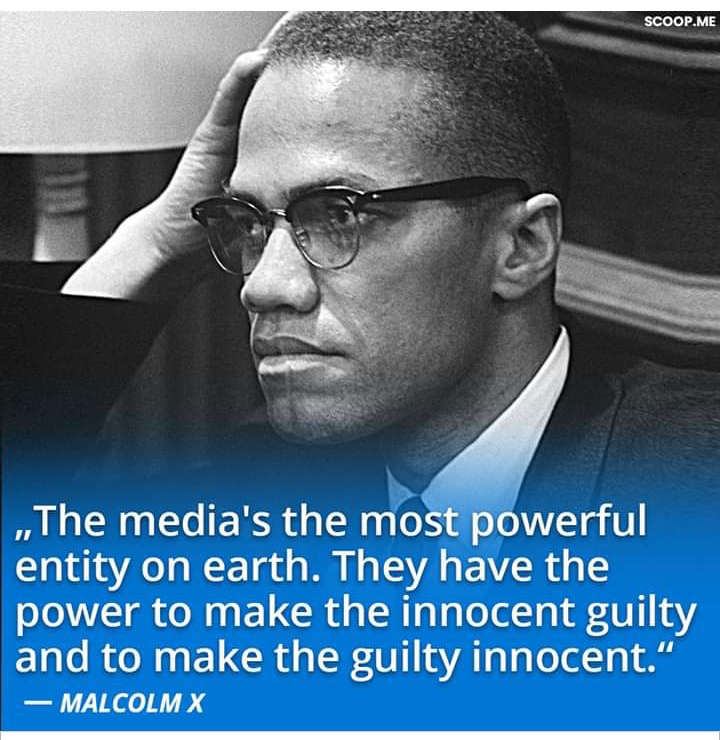 SCOOP.ME
„The media's the most powerful
entity on earth. They have the
power to make the innocent guilty
and to make the guilty innocent.“
— MALCOLM X